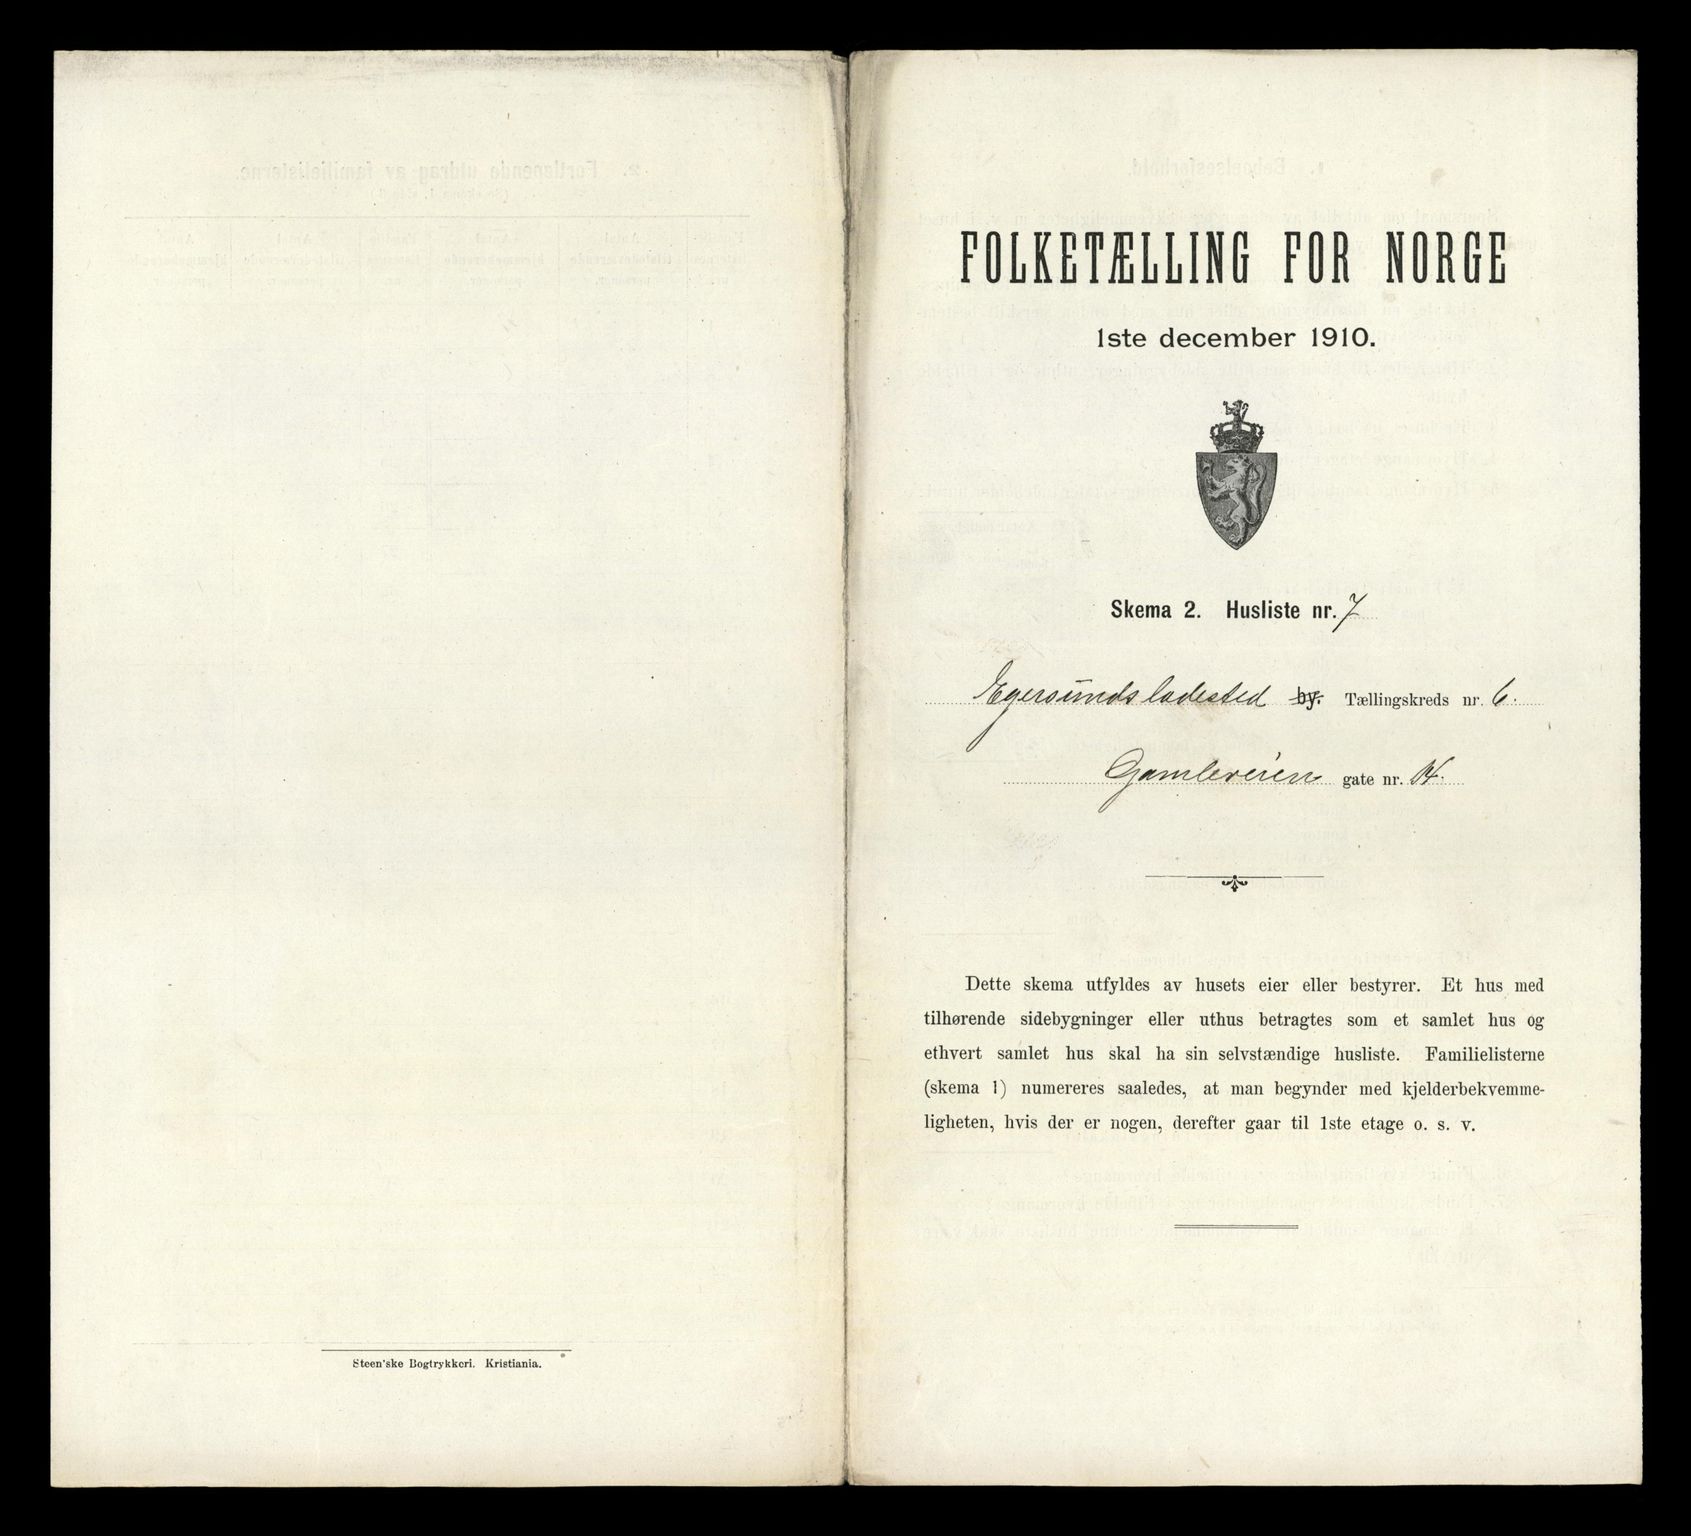 FOLKETÆLLING FOR NORGE
1ste december 1910.
Skema 2. Husliste nr. 7
Egersunds ladested by. Tællingskreds nr. 6.
Gamleveien gate nr.
Dette skema utfyldes av husets eier eller bestyrer. Et hus med
tilhørende sidebygninger eller uthus betragtes som et samlet hus og
ethvert samlet hus skal ha sin selvstændige husliste. Familielisterne
(skema 1) numereres saaledes, at man begynder med kjelderbekvemme-
ligheten, hvis der er nogen, derefter gaar til 1ste etage o. s. v.
Steen'ske Bogtrykkeri. Kristiania.